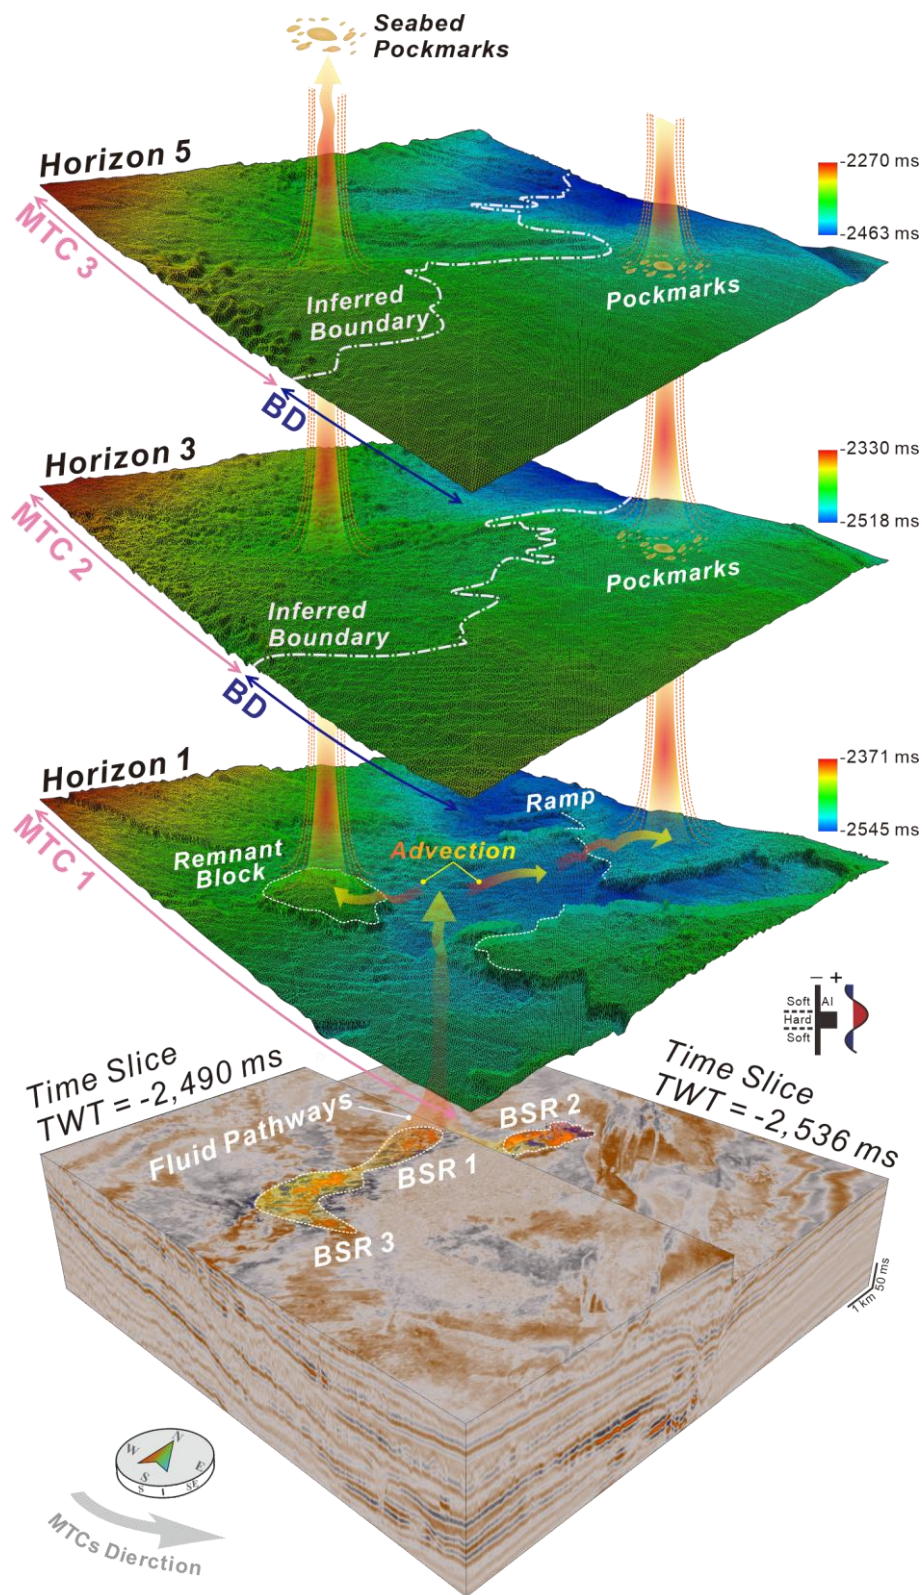 Seabed
Pockmarks
Horizon 5
-2270 ms
-2463 ms
MTC 3
Inferred
Boundary
Pockmarks
BD
Horizon 3
-2330 ms
-2518 ms
MTC 2
Pockmarks
Inferred
Boundary
BD
Horizon 1
-2371 ms
-2545 ms
Ramp
MTC 1
Remnant
Block
Advection
− +
Soft AI
Hard
Soft
Time Slice
TWT = -2,490 ms
Time Slice
TWT = -2,536 ms
Fluid Pathways
BSR 2
BSR 1
BSR 3
1 km
50 ms
N
W
E
S
S
SE
MTCs Dierction